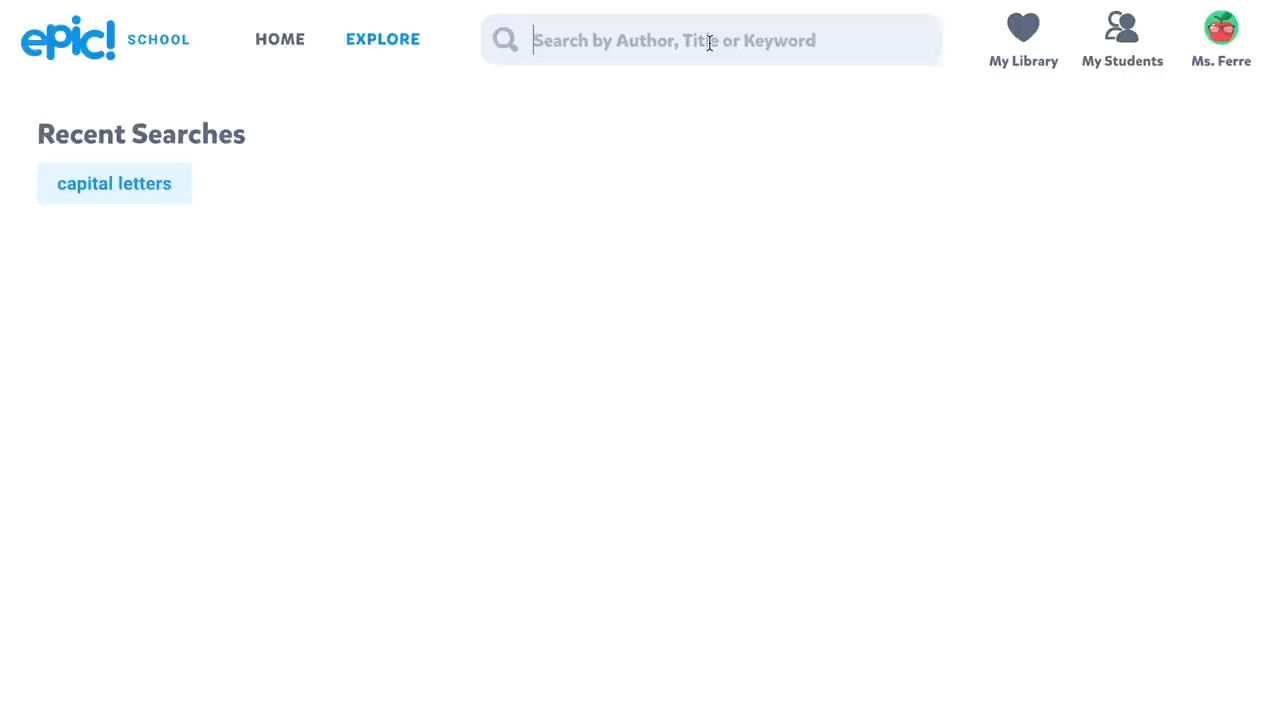 epic! SCHOOL HOME EXPLORE Search by Author, Title or Keyword My Library My Students Ms. Ferre
Recent Searches
capital letters